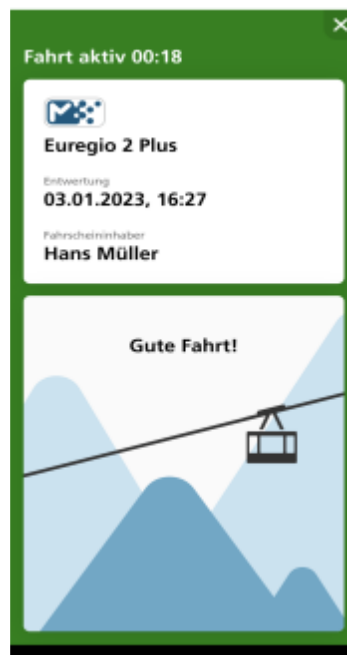 Fahrt aktiv 00:18
Euregio 2 Plus
Entwertung
03.01.2023, 16:27
Fahrscheininhaber
Hans Müller
Gute Fahrt!